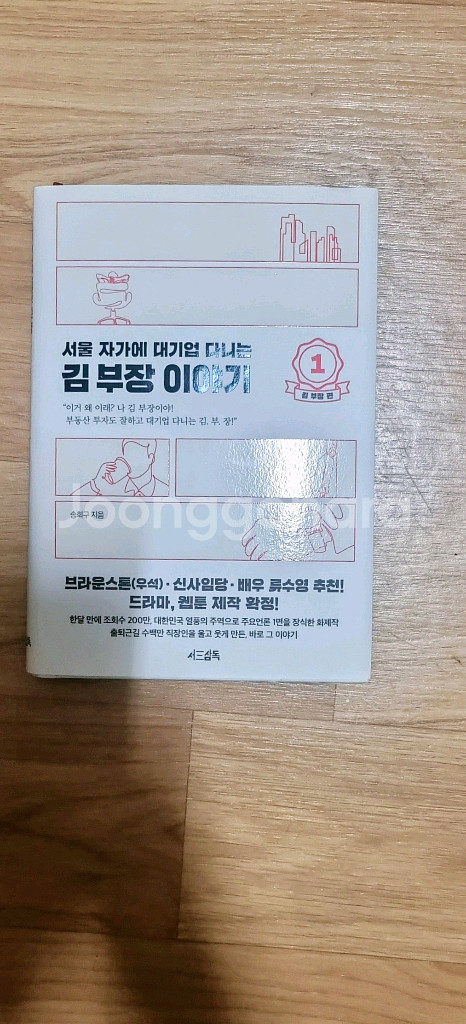 서울 자가에 대기업 다니는
김 부장 이야기
1
김 부장 편
"이거 왜 이래? 나 김 부장이야!
부동산 투자도 잘하고 대기업 다니는 김. 부. 장!"
송희구 지음
Joonggonara
브라운스톤(우석)·신사임당·배우 류수영 추천!
드라마, 웹툰 제작 확정!
한달 만에 조회수 200만, 대한민국 열풍의 주역으로 주요언론 1면을 장식한 화제작
출퇴근길 수백만 직장인을 울고 웃게 만든, 바로 그 이야기
서삼독